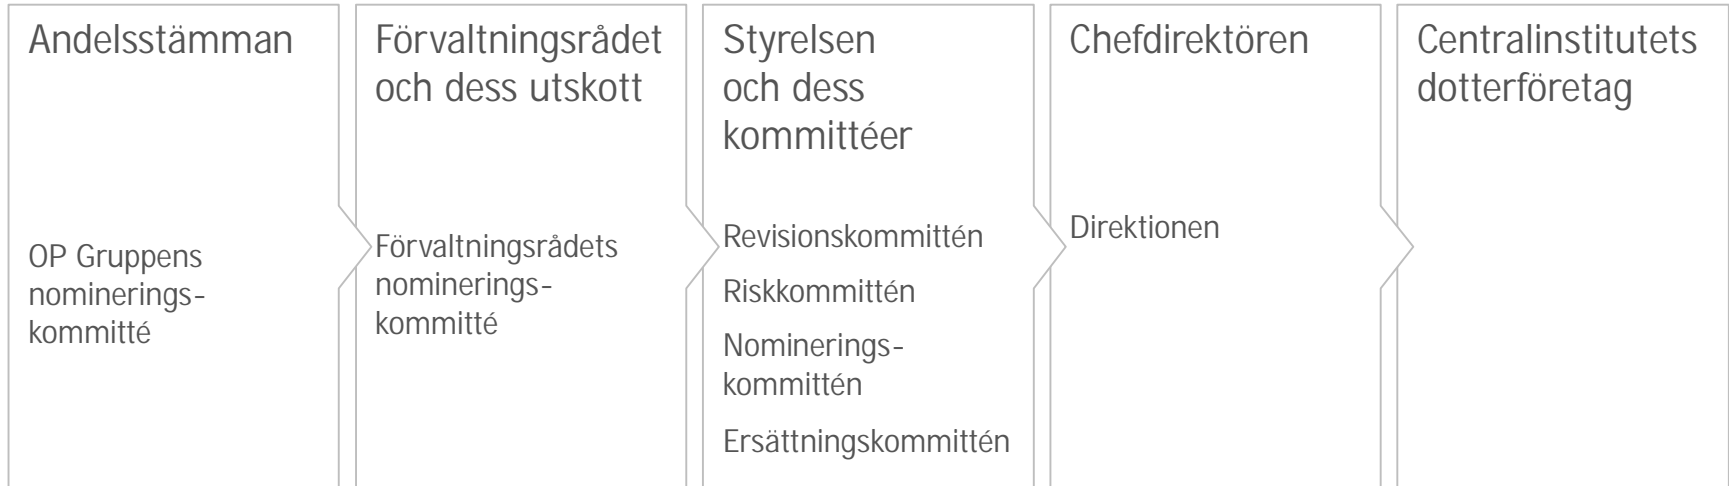 Andelsstämman
OP Gruppens
nominerings-
kommitté
Förvaltningsrådet
och dess utskott
Förvaltningsrådets
nominerings-
kommitté
Styrelsen
och dess
kommittéer
Revisionskommittén
Riskkommittén
Nominerings-
kommittén
Ersättningskommittén
Chefdirektören
Direktionen
Centralinstitutets
dotterföretag